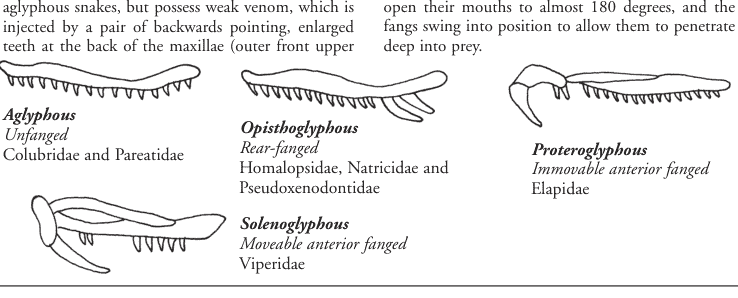 aglyphous snakes, but possess weak venom, which is
injected by a pair of backwards pointing, enlarged
teeth at the back of the maxillae (outer front upper
open their mouths to almost 180 degrees, and the
fangs swing into position to allow them to penetrate
deep into prey.
Aglyphous
Unfanged
Colubridae and Pareatidae
Opisthoglyphous
Rear-fanged
Homalopsidae, Natricidae and
Pseudoxenodontidae
Proteroglyphous
Immovable anterior fanged
Elapidae
Solenoglyphous
Moveable anterior fanged
Viperidae